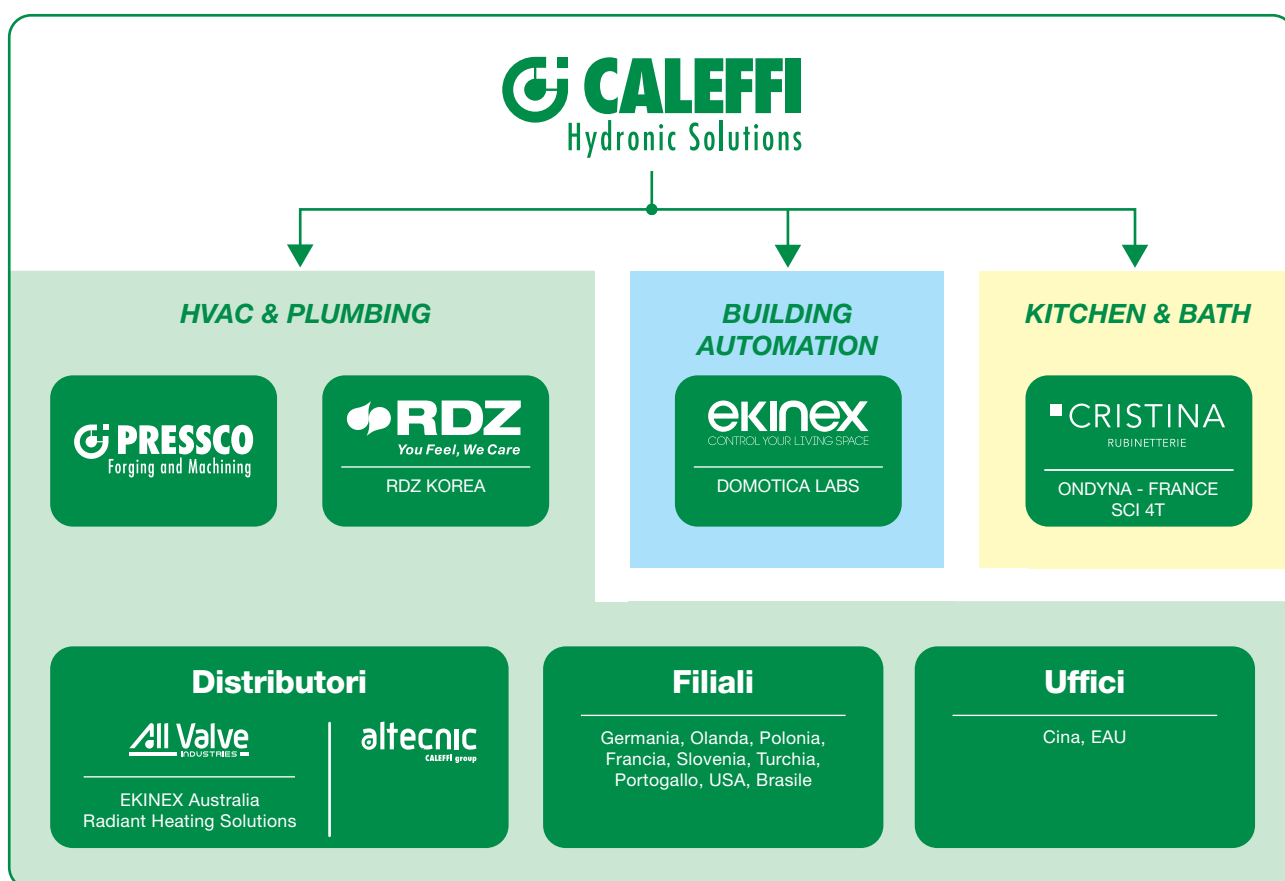 CALEFFI
Hydronic Solutions
HVAC & PLUMBING
PRESSCO
Forging and Machining
RDZ
You Feel, We Care
RDZ KOREA
BUILDING
AUTOMATION
ekinex
CONTROL YOUR LIVING SPACE
DOMOTICA LABS
KITCHEN & BATH
CRISTINA
RUBINETTERIE
ONDYNA - FRANCE
SCI 4T
Distributori
All Valve
INDUSTRIES
EKINEX Australia
Radiant Heating Solutions
altecnic
CALEFFI group
Filiali
Germania, Olanda, Polonia,
Francia, Slovenia, Turchia,
Portogallo, USA, Brasile
Uffici
Cina, EAU